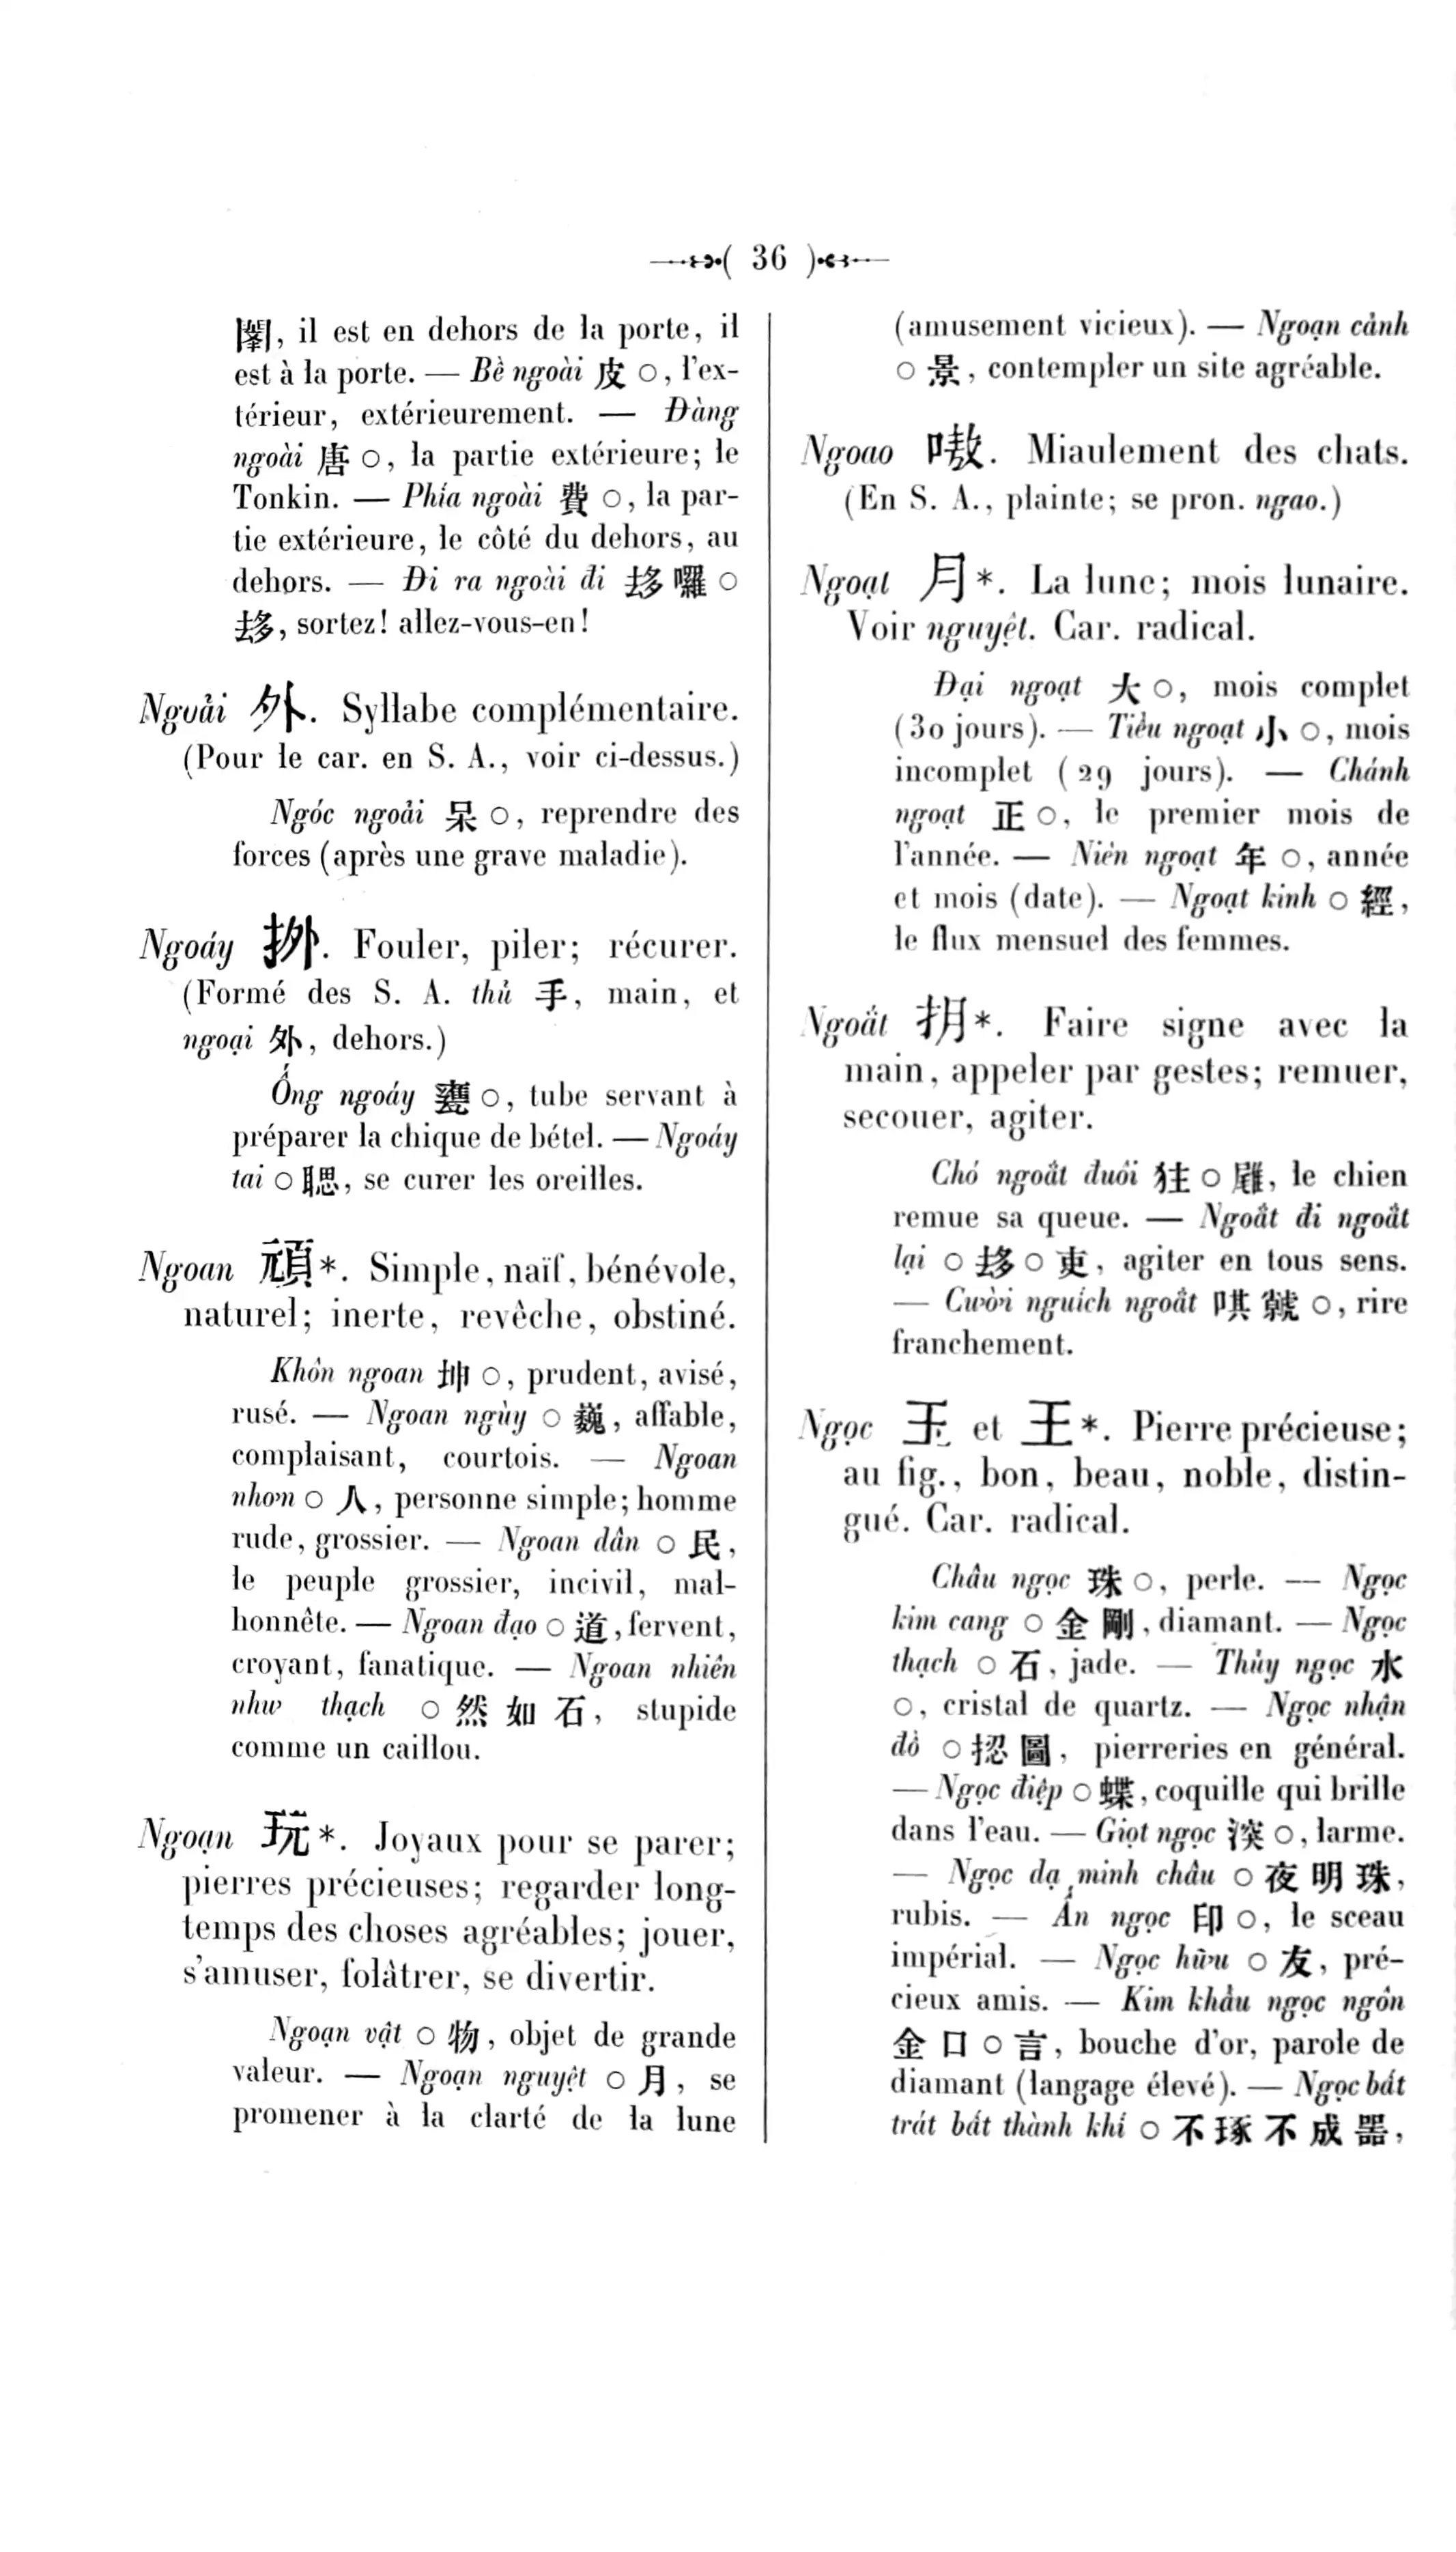 ( 36 )
, il est en dehors de la porte, il
est à la porte. — Bè ngoài 皮 ○, l'ex-
térieur, extérieurement. — Đàng
ngoài 唐 ○, la partie extérieure; le
Tonkin. — Phía ngoài 費 ○, la par-
tie extérieure, le côté du dehors, au
dehors. — Đi ra ngoài đi 𠫾 囉 ○
𠫾, sortez! allez-vous-en!
Ngoải 外. Syllabe complémentaire.
(Pour le car. en S. A., voir ci-dessus.)
Ngóc ngoải 呆 ○, reprendre des
forces (après une grave maladie).
Ngoáy 挒. Fouler, piler; récurer.
(Formé des S. A. thủ 手, main, et
ngoại 外, dehors.)
Ống ngoáy 甕 ○, tube servant à
préparer la chique de bétel. — Ngoáy
tai ○ 聰, se curer les oreilles.
Ngoan 頑*. Simple, naïf, bénévole,
naturel; inerte, revêche, obstiné.
Khôn ngoan 坤 ○, prudent, avisé,
rusé. — Ngoan ngùy ○ 巍, affable,
complaisant, courtois. — Ngoan
nhơn ○ 人, personne simple; homme
rude, grossier. — Ngoan dân ○ 民,
le peuple grossier, incivil, mal-
honnête. — Ngoan đạo ○ 道, fervent,
croyant, fanatique. — Ngoan nhiên
như thạch ○ 然 如 石, stupide
comme un caillou.
Ngoạn 玩*. Joyaux pour se parer;
pierres précieuses; regarder long-
temps des choses agréables; jouer,
s'amuser, folâtrer, se divertir.
Ngoạn vật ○ 物, objet de grande
valeur. — Ngoạn nguyệt ○ 月, se
promener à la clarté de la lune
(amusement vicieux). — Ngoạn cảnh
○ 景, contempler un site agréable.
Ngoao 嗷. Miaulement des chats.
(En S. A., plainte; se pron. ngao.)
Ngoạt 月*. La lune; mois lunaire.
Voir nguyệt. Car. radical.
Đại ngoạt 大 ○, mois complet
(30 jours). — Tiểu ngoạt 小 ○, mois
incomplet (29 jours). — Chánh
ngoạt 正 ○, le premier mois de
l'année. — Niên ngoạt 年 ○, année
et mois (date). — Ngoạt kinh ○ 經,
le flux mensuel des femmes.
Ngoắt 抈*. Faire signe avec la
main, appeler par gestes; remuer,
secouer, agiter.
Chó ngoắt đuôi 㹥 ○, le chien
remue sa queue. — Ngoắt đi ngoắt
lại ○ 𠫾 ○ 吏, agiter en tous sens.
— Cười nguích ngoắt 唭 ○, rire
franchement.
Ngọc 玉 et 王*. Pierre précieuse;
au fig., bon, beau, noble, distin-
gué. Car. radical.
Châu ngọc 珠 ○, perle. — Ngọc
kim cang ○ 金 剛, diamant. — Ngọc
thạch ○ 石, jade. — Thủy ngọc 水
○, cristal de quartz. — Ngọc nhận
đồ ○ 認 圖, pierreries en général.
— Ngọc điệp ○ 蝶, coquille qui brille
dans l'eau. — Giọt ngọc 湥 ○, larme.
— Ngọc dạ minh châu ○ 夜 明 珠,
rubis. — Ấn ngọc 印 ○, le sceau
impérial. — Ngọc hữu ○ 友, pré-
cieux amis. — Kim khẩu ngọc ngôn
金 口 ○ 言, bouche d'or, parole de
diamant (langage élevé). — Ngọc bất
trát bất thành khí ○ 不 琢 不 成 器,